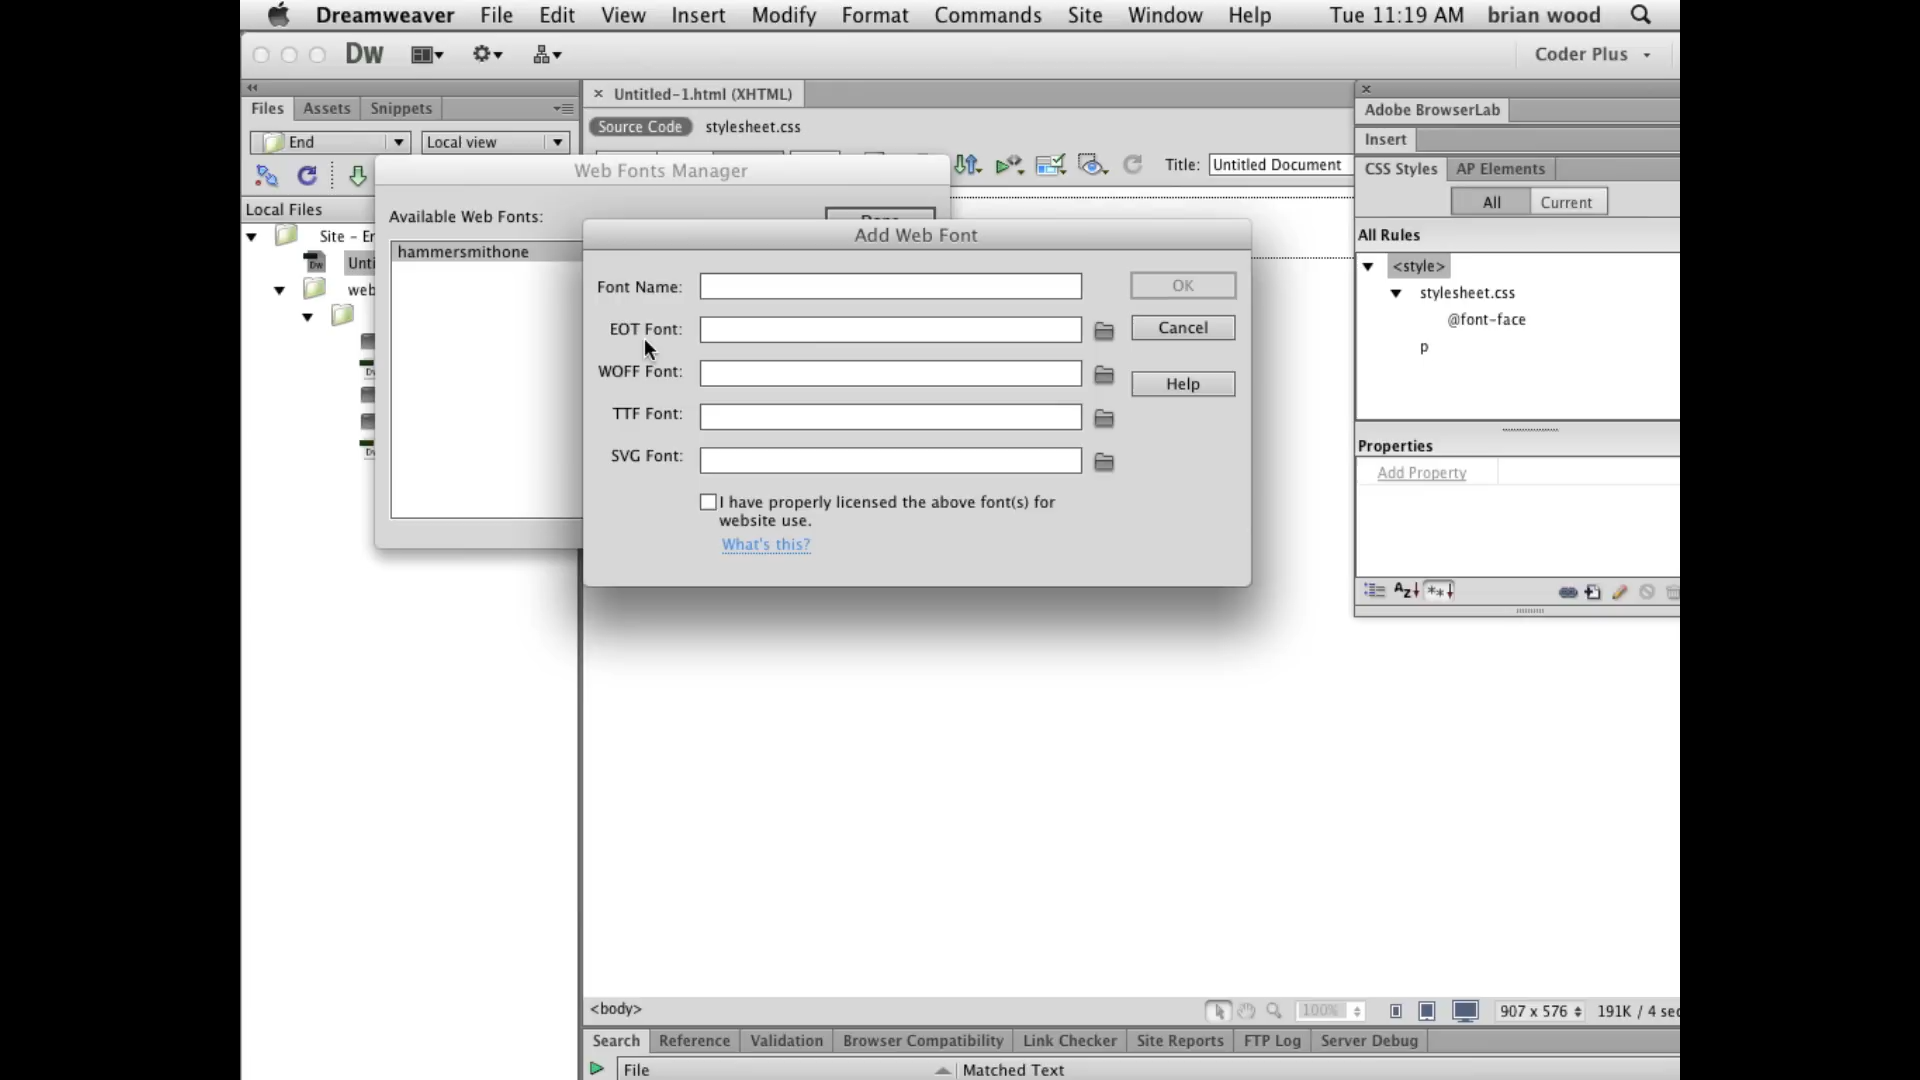 Dreamweaver File Edit View Insert Modify Format Commands Site Window Help Tue 11:19 AM brian wood
Dw Coder Plus
Files Assets Snippets
End Local view
Local Files
Site - Er
Unti
web
Untitled-1.html (XHTML)
Source Code stylesheet.css
Title: Untitled Document
Web Fonts Manager
Available Web Fonts:
hammersmithone
Add Web Font
Font Name: OK
EOT Font: Cancel
WOFF Font: Help
TTF Font:
SVG Font:
I have properly licensed the above font(s) for
website use.
What's this?
Adobe BrowserLab
Insert
CSS Styles AP Elements
All Current
All Rules
<style>
stylesheet.css
@font-face
p
Properties
Add Property
<body> 100% 907 x 576 191K / 4 sec
Search Reference Validation Browser Compatibility Link Checker Site Reports FTP Log Server Debug
File Matched Text